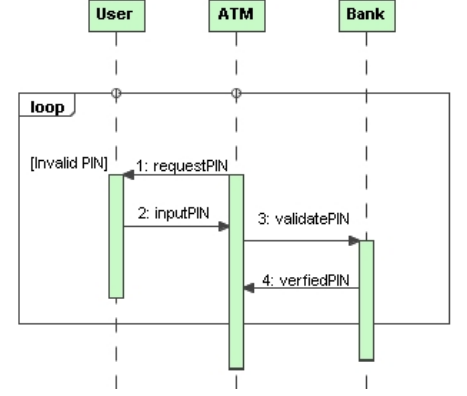 User
ATM
Bank
loop
[Invalid PIN]
1: requestPIN
2: inputPIN
3: validatePIN
4: verfiedPIN